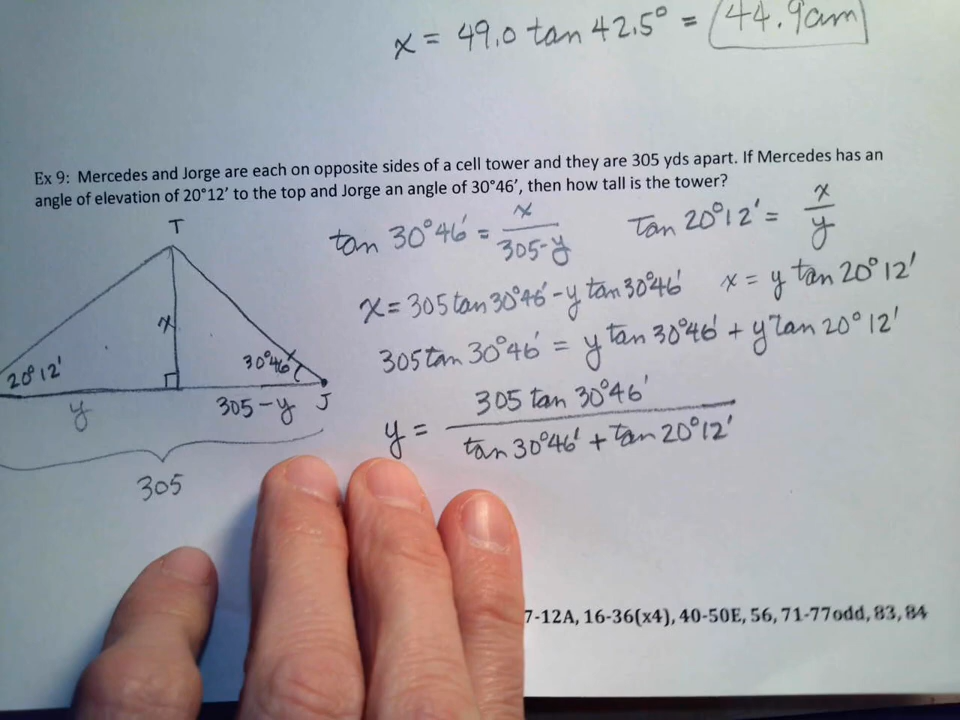 x = 49.0 tan 42.5° = 44.9cm
Ex 9: Mercedes and Jorge are each on opposite sides of a cell tower and they are 305 yds apart. If Mercedes has an
angle of elevation of 20°12′ to the top and Jorge an angle of 30°46′, then how tall is the tower?
T
x
20°12′
30°46′
y
305-y
J
305
tan 30°46′ = x/(305-y)
Tan 20°12′ = x/y
x = 305 tan 30°46′ - y tan 30°46′
x = y tan 20°12′
305 tan 30°46′ = y tan 30°46′ + y Tan 20°12′
y = 305 tan 30°46′/(tan 30°46′ + Tan 20°12′)
7-12A, 16-36(x4), 40-50E, 56, 71-77odd, 83, 84